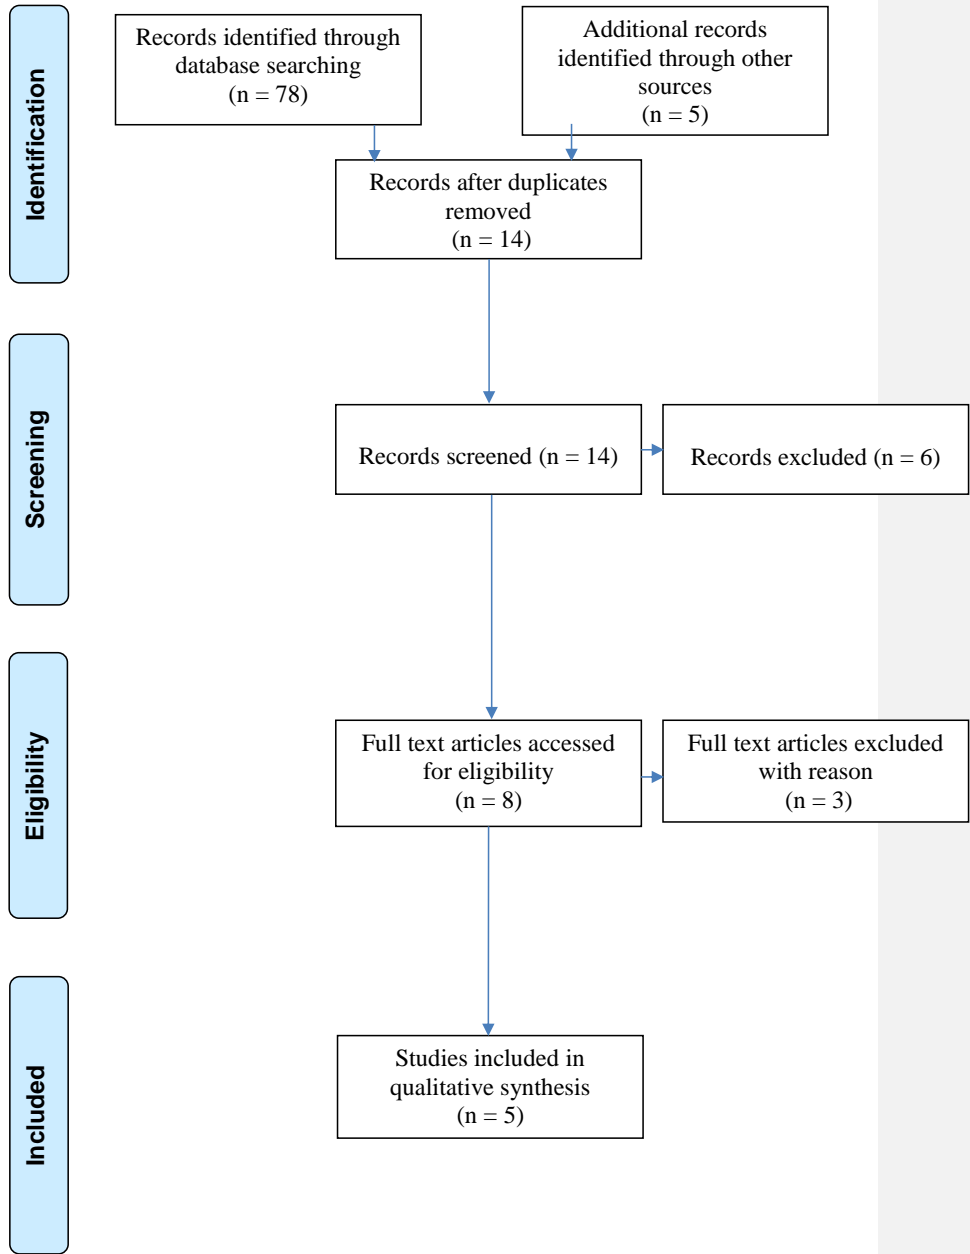 Identification
Records identified through
database searching
(n = 78)
Additional records
identified through other
sources
(n = 5)
Records after duplicates
removed
(n = 14)
Screening
Records screened (n = 14)
Records excluded (n = 6)
Eligibility
Full text articles accessed
for eligibility
(n = 8)
Full text articles excluded
with reason
(n = 3)
Included
Studies included in
qualitative synthesis
(n = 5)